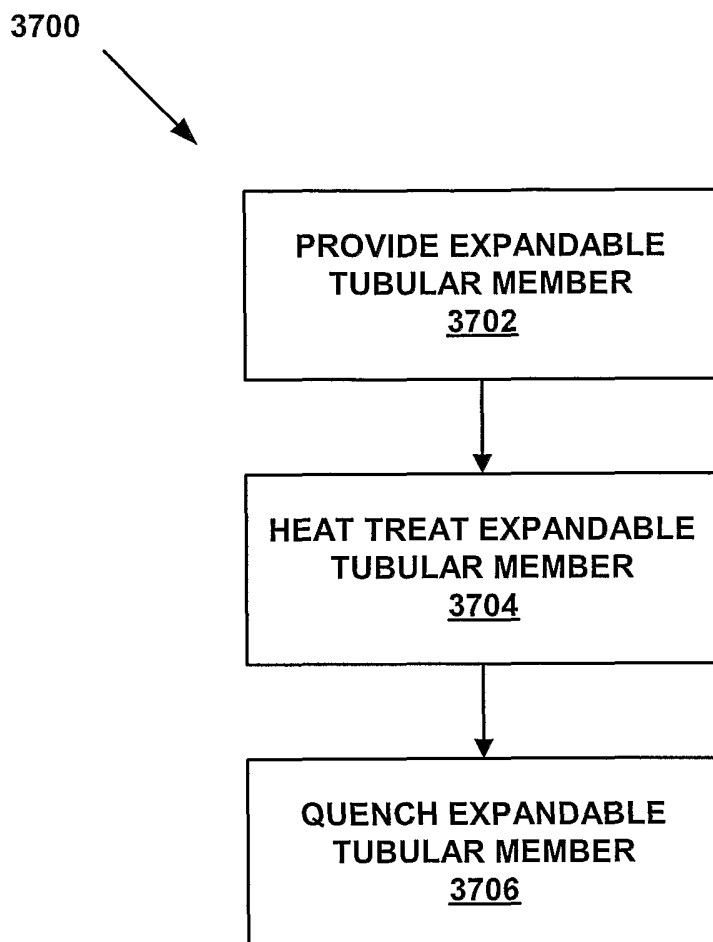 3700
PROVIDE EXPANDABLE
TUBULAR MEMBER
3702
HEAT TREAT EXPANDABLE
TUBULAR MEMBER
3704
QUENCH EXPANDABLE
TUBULAR MEMBER
3706